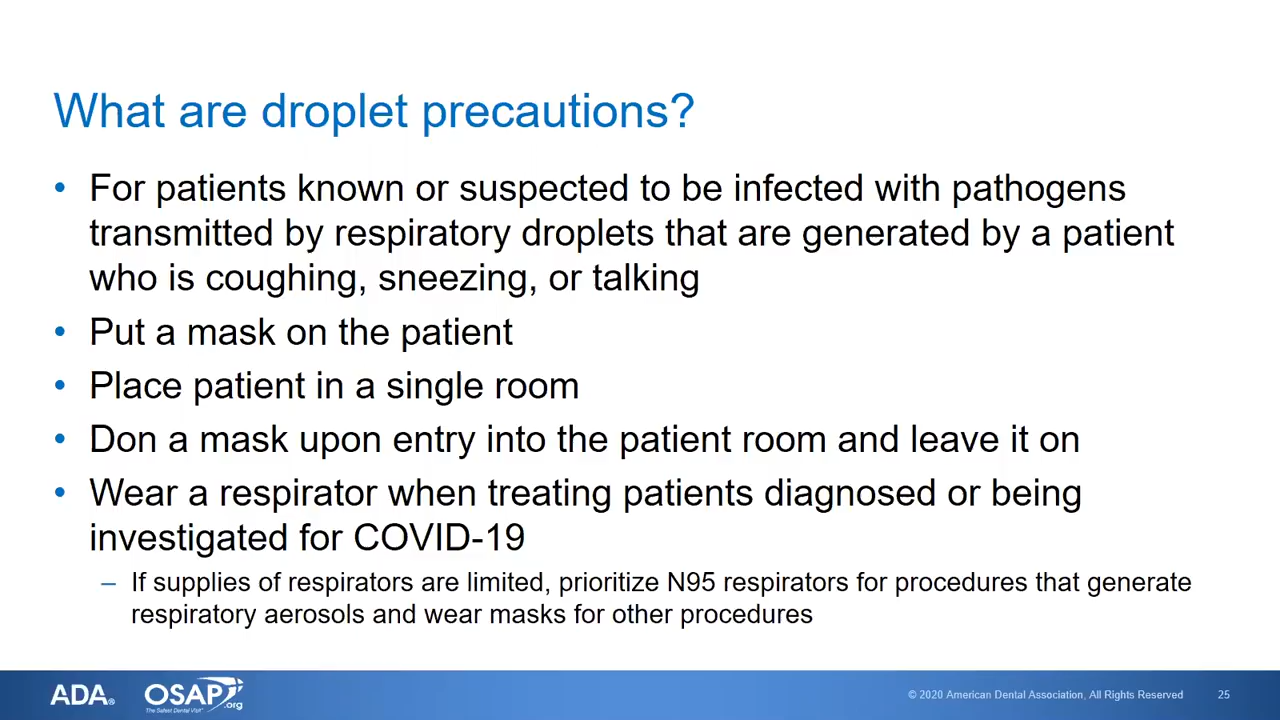 What are droplet precautions?
• For patients known or suspected to be infected with pathogens
transmitted by respiratory droplets that are generated by a patient
who is coughing, sneezing, or talking
• Put a mask on the patient
• Place patient in a single room
• Don a mask upon entry into the patient room and leave it on
• Wear a respirator when treating patients diagnosed or being
investigated for COVID-19
– If supplies of respirators are limited, prioritize N95 respirators for procedures that generate
respiratory aerosols and wear masks for other procedures
ADA®
OSAP
.org
The Safest Dental Visit™
© 2020 American Dental Association, All Rights Reserved
25